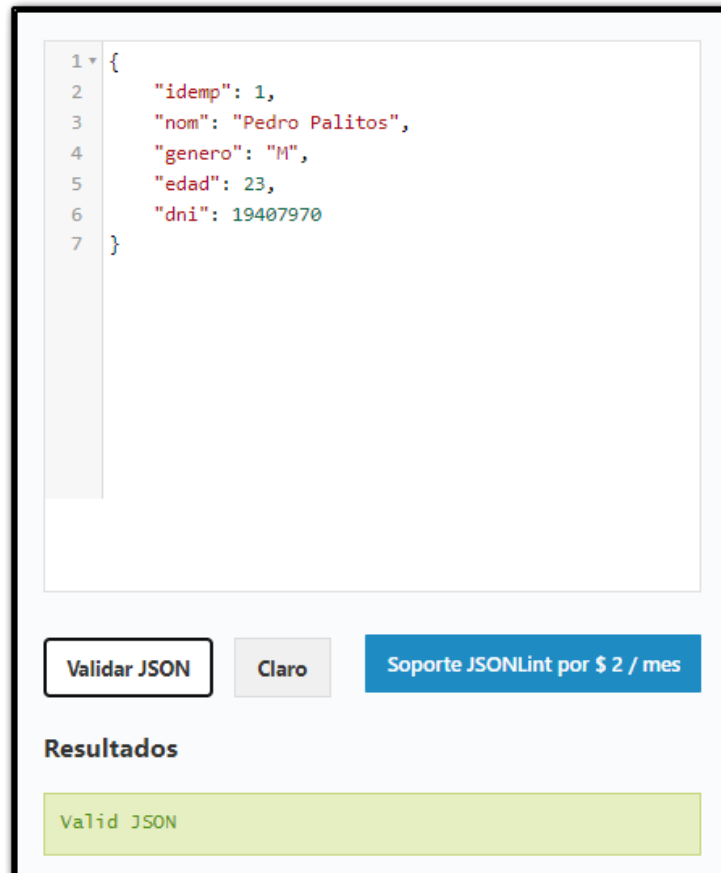 1 {
2     "idemp": 1,
3     "nom": "Pedro Palitos",
4     "genero": "M",
5     "edad": 23,
6     "dni": 19407970
7 }
Validar JSON Claro Soporte JSONLint por $ 2 / mes
Resultados
Valid JSON